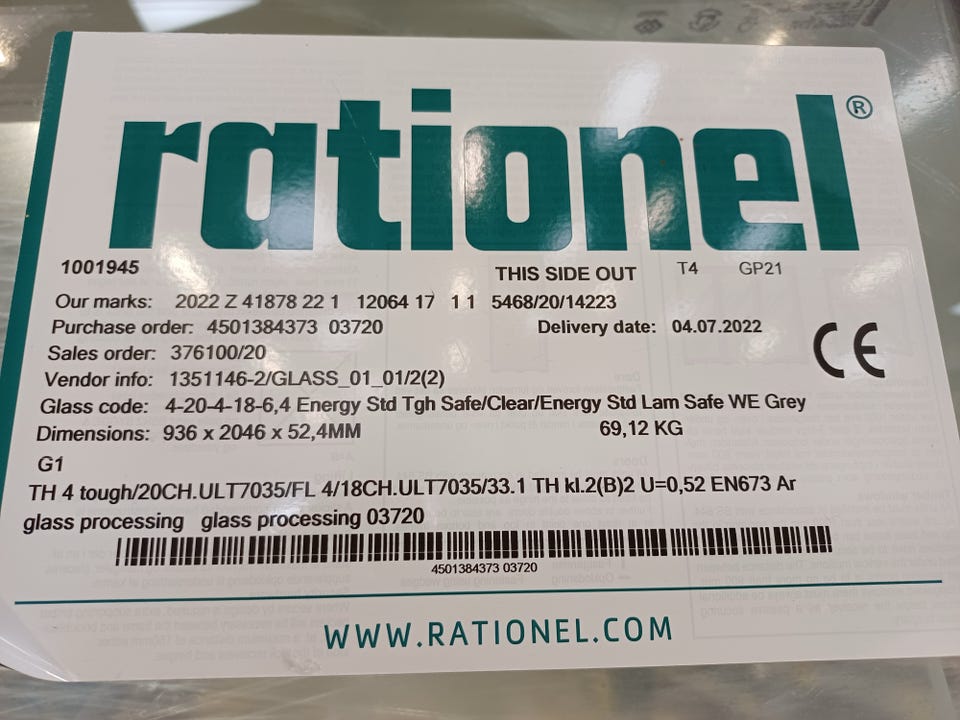 rationel®
1001945 THIS SIDE OUT T4 GP21
Our marks: 2022 Z 41878 22 1 12064 17 1 1 5468/20/14223
Purchase order: 4501384373 03720 Delivery date: 04.07.2022
Sales order: 376100/20
CE
Vendor info: 1351146-2/GLASS_01_01/2(2)
Glass code: 4-20-4-18-6,4 Energy Std Tgh Safe/Clear/Energy Std Lam Safe WE Grey
Dimensions: 936 x 2046 x 52,4MM 69,12 KG
G1
TH 4 tough/20CH.ULT7035/FL 4/18CH.ULT7035/33.1 TH kl.2(B)2 U=0,52 EN673 Ar
glass processing glass processing 03720
4501384373 03720
WWW.RATIONEL.COM